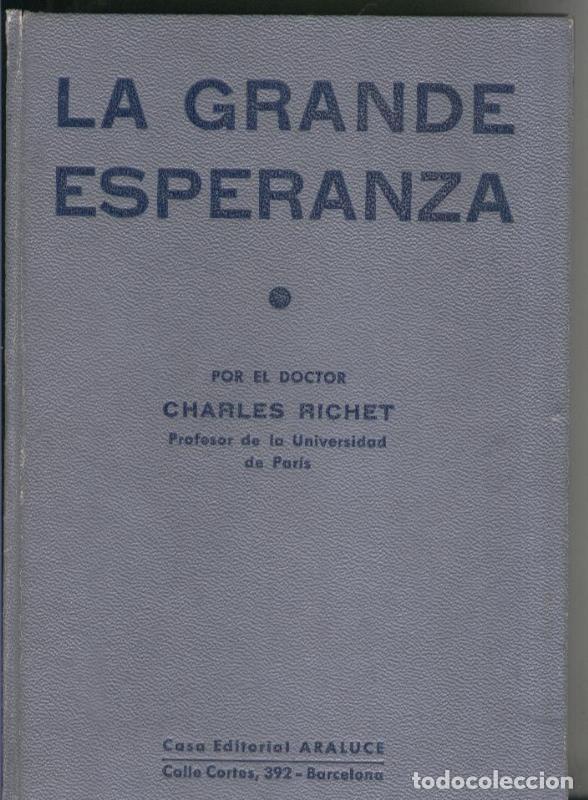 LA GRANDE
ESPERANZA
POR EL DOCTOR
CHARLES RICHET
Profesor de la Universidad
de París
Casa Editorial ARALUCE
Calle Cortes, 392 - Barcelona
todocoleccion